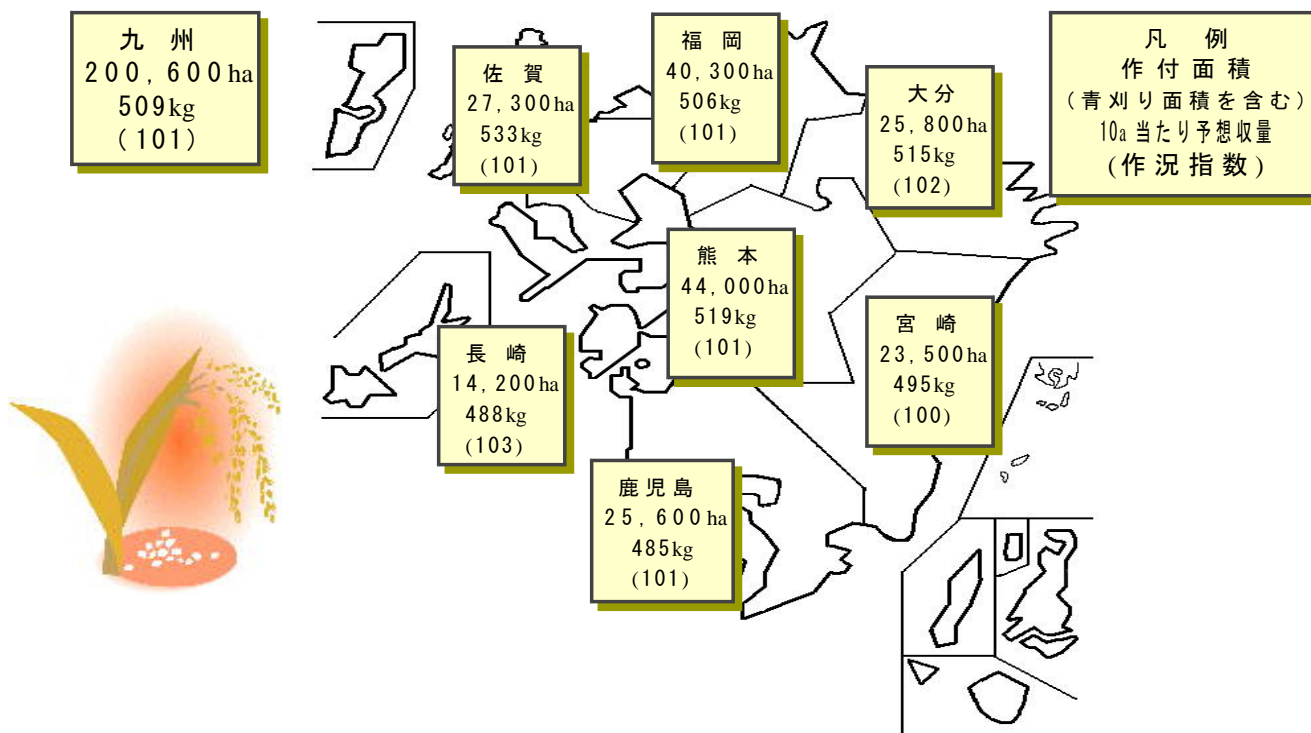 九州
200,600ha
509kg
(101)
佐賀
27,300ha
533kg
(101)
福岡
40,300ha
506kg
(101)
大分
25,800ha
515kg
(102)
凡例
作付面積
(青刈り面積を含む)
10a当たり予想収量
(作況指数)
熊本
44,000ha
519kg
(101)
長崎
14,200ha
488kg
(103)
宮崎
23,500ha
495kg
(100)
鹿児島
25,600ha
485kg
(101)